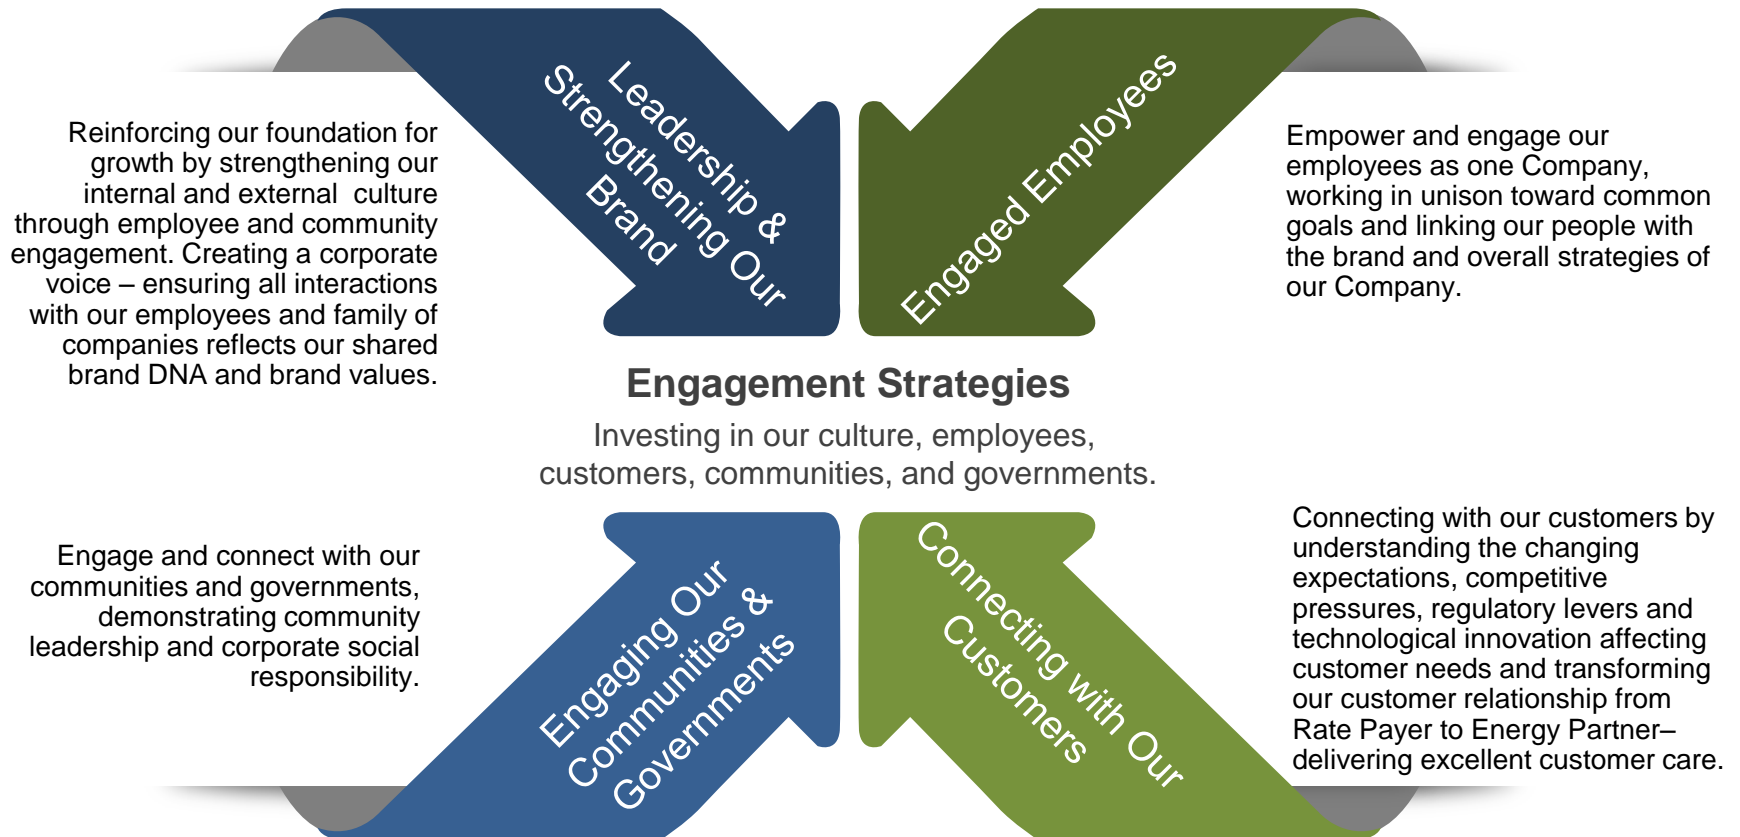 Leadership &
Strengthening Our
Brand
Reinforcing our foundation for
growth by strengthening our
internal and external  culture
through employee and community
engagement. Creating a corporate
voice – ensuring all interactions
with our employees and family of
companies reflects our shared
brand DNA and brand values.
Engaged Employees
Empower and engage our
employees as one Company,
working in unison toward common
goals and linking our people with
the brand and overall strategies of
our Company.
Engagement Strategies
Investing in our culture, employees,
customers, communities, and governments.
Engage and connect with our
communities and governments,
demonstrating community
leadership and corporate social
responsibility.
Engaging Our
Communities &
Governments
Connecting with Our
Customers
Connecting with our customers by
understanding the changing
expectations, competitive
pressures, regulatory levers and
technological innovation affecting
customer needs and transforming
our customer relationship from
Rate Payer to Energy Partner–
delivering excellent customer care.